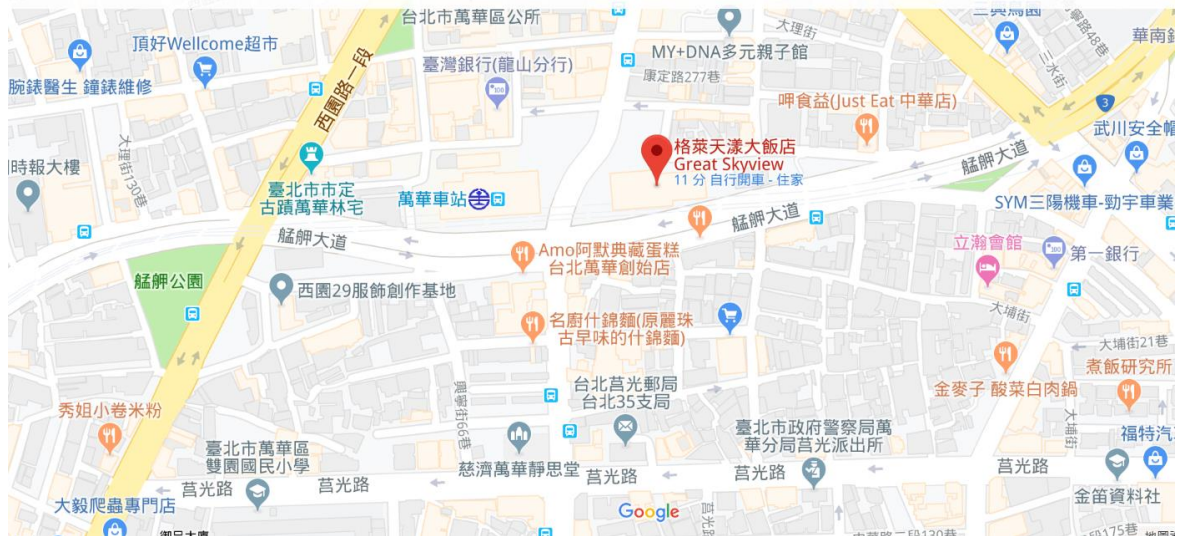 台北市萬華區公所
大理街
三水街
頂好Wellcome超市
MY+DNA多元親子館
華南銀
臺灣銀行(龍山分行)
康定路277巷
腕錶醫生 鐘錶維修
西園路一段
呷食益(Just Eat 中華店)
3
武川安全帽
大理街130巷
時報大樓
格萊天漾大飯店
Great Skyview
11 分 自行開車 - 住家
艋舺大道
臺北市市定
古蹟萬華林宅
萬華車站
SYM三陽機車-勁宇車業
艋舺大道
艋舺大道
立瀚會館
第一銀行
Amo阿默典藏蛋糕
台北萬華創始店
艋舺公園
西園29服飾創作基地
大埔街
名廚什錦麵(原麗珠
古早味的什錦麵)
大埔街21巷
煮飯研究所
台北莒光郵局
台北35支局
金麥子 酸菜白肉鍋
秀姐小卷米粉
興寧街66巷
大埔街
臺北市萬華區
雙園國民小學
臺北市政府警察局萬
華分局莒光派出所
福特汽
慈濟萬華靜思堂
莒光路
莒光路
莒光路
莒光路
金笛資料社
大毅爬蟲專門店
Google
莒光路